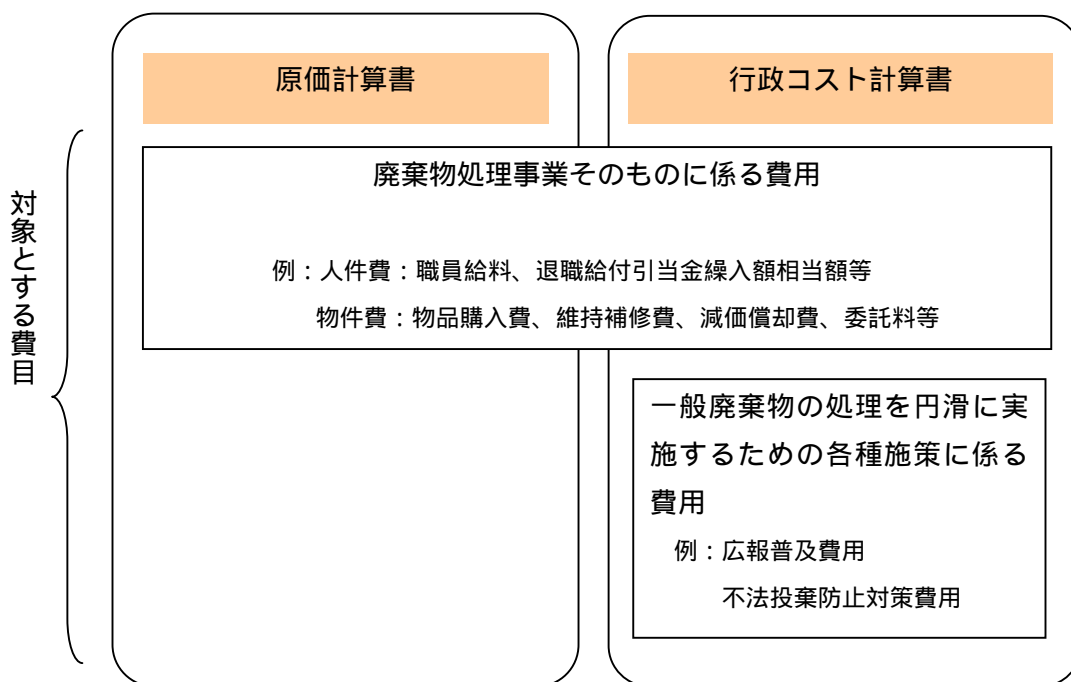 原価計算書
行政コスト計算書
対象とする費目
廃棄物処理事業そのものに係る費用
例：人件費：職員給料、退職給付引当金繰入額相当額等
物件費：物品購入費、維持補修費、減価償却費、委託料等
一般廃棄物の処理を円滑に実
施するための各種施策に係る
費用
例：広報普及費用
不法投棄防止対策費用